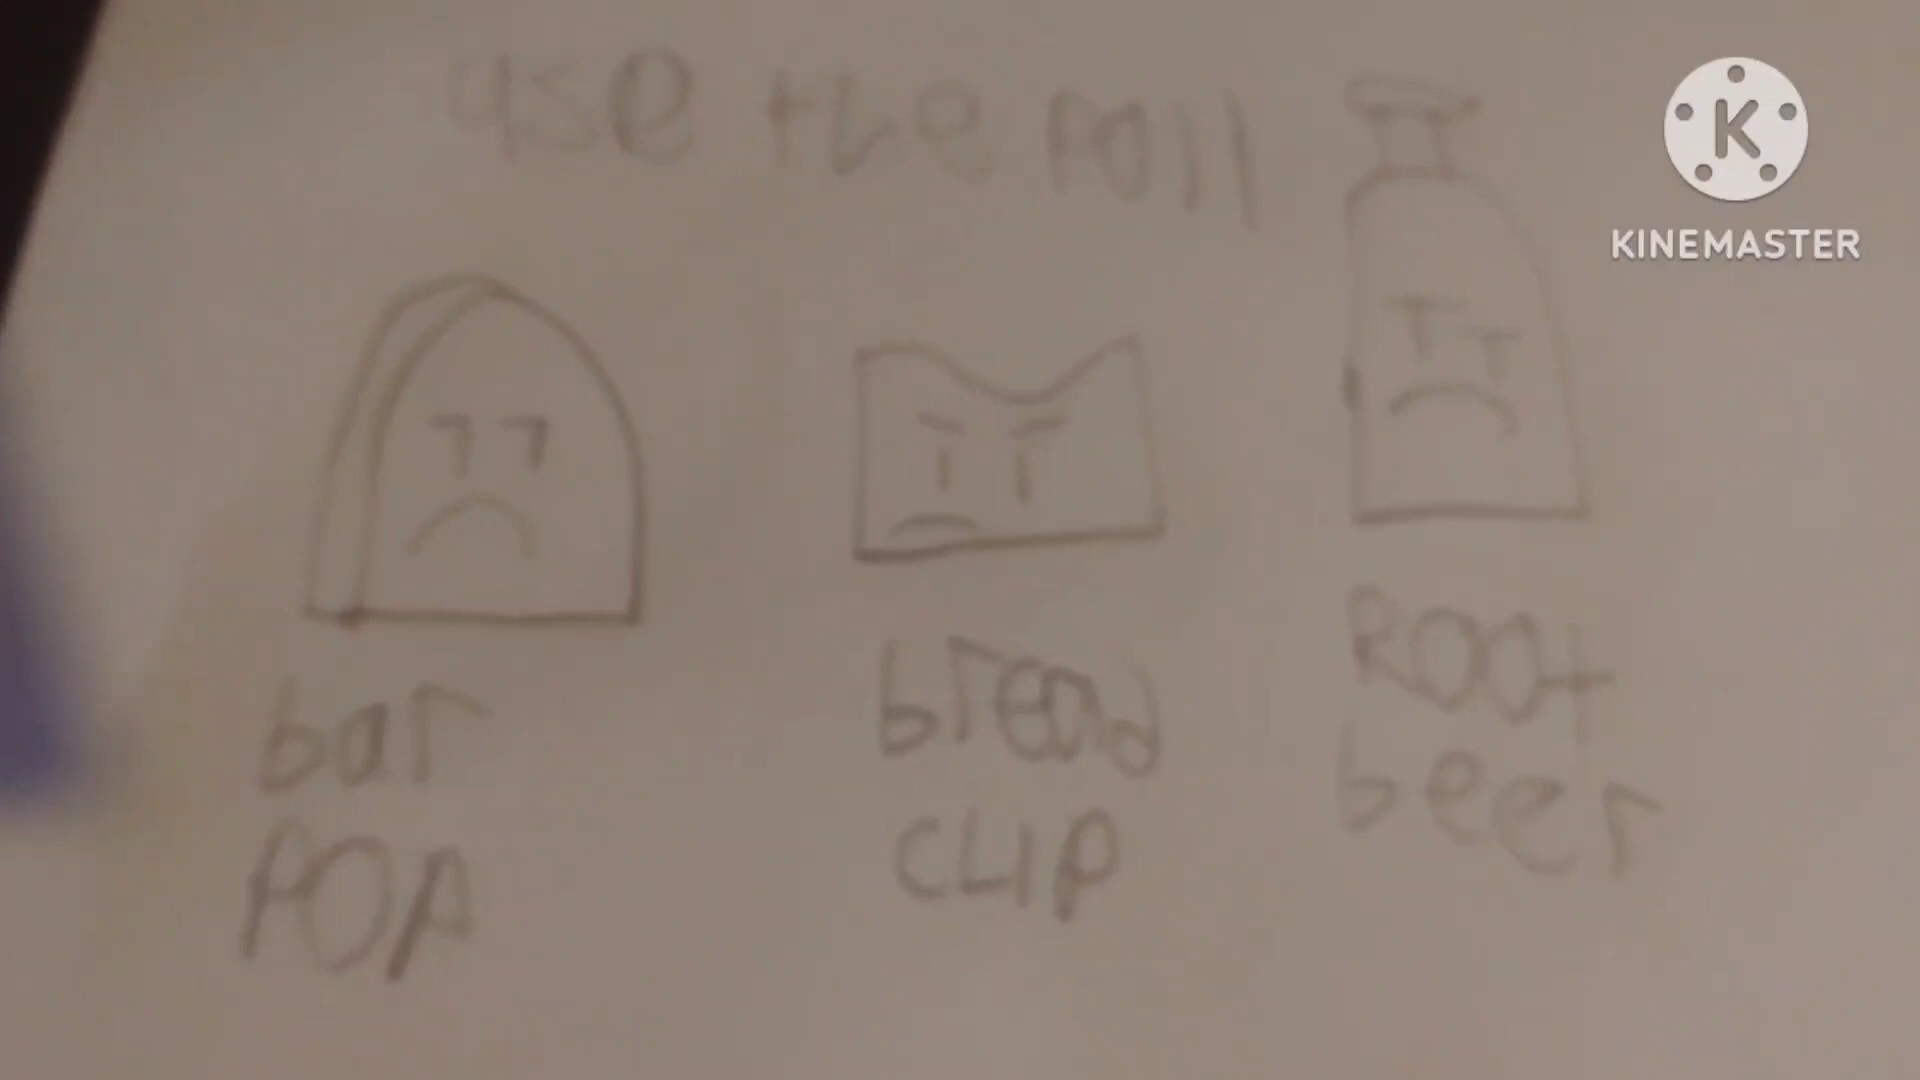 use the poll
KINEMASTER
bar
POP
bread
CLIP
ROOt
beer